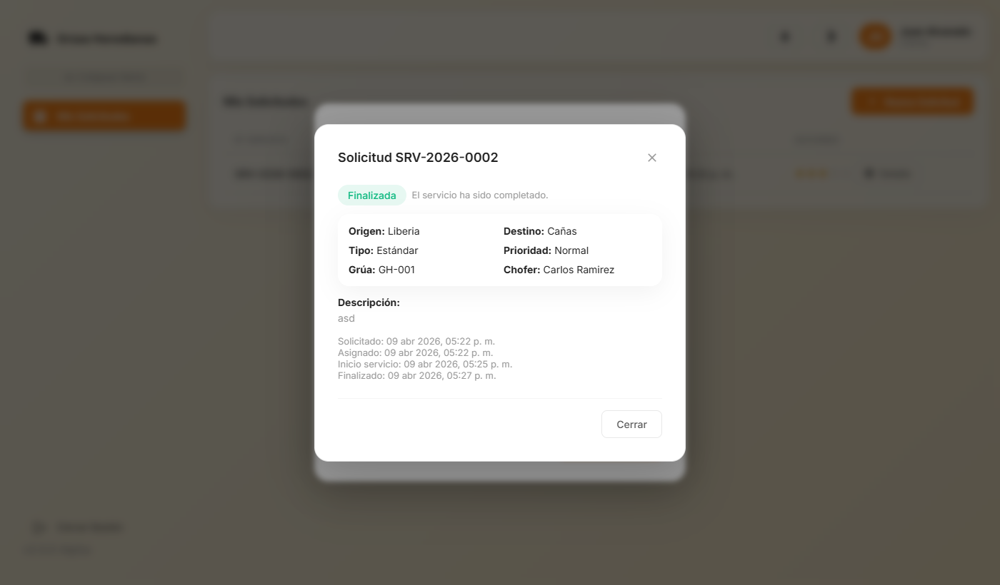 Solicitud SRV-2026-0002
Finalizada El servicio ha sido completado.
Origen: Liberia Destino: Cañas
Tipo: Estándar Prioridad: Normal
Grúa: GH-001 Chofer: Carlos Ramirez
Descripción:
asd
Solicitado: 09 abr 2026, 05:22 p. m.
Asignado: 09 abr 2026, 05:22 p. m.
Inicio servicio: 09 abr 2026, 05:25 p. m.
Finalizado: 09 abr 2026, 05:27 p. m.
Cerrar